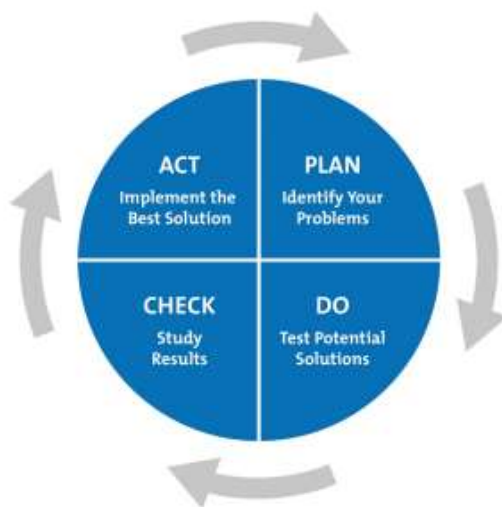 ACT
Implement the
Best Solution
PLAN
Identify Your
Problems
CHECK
Study
Results
DO
Test Potential
Solutions